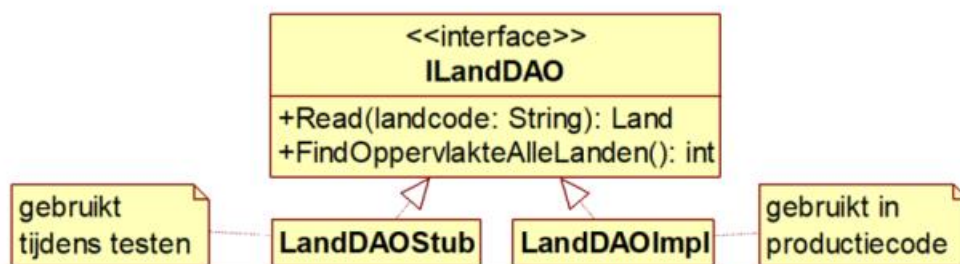 <<interface>>
ILandDAO
+Read(landcode: String): Land
+FindOppervlakteAlleLanden(): int
gebruikt
tijdens testen
LandDAOStub
LandDAOImpl
gebruikt in
productiecode